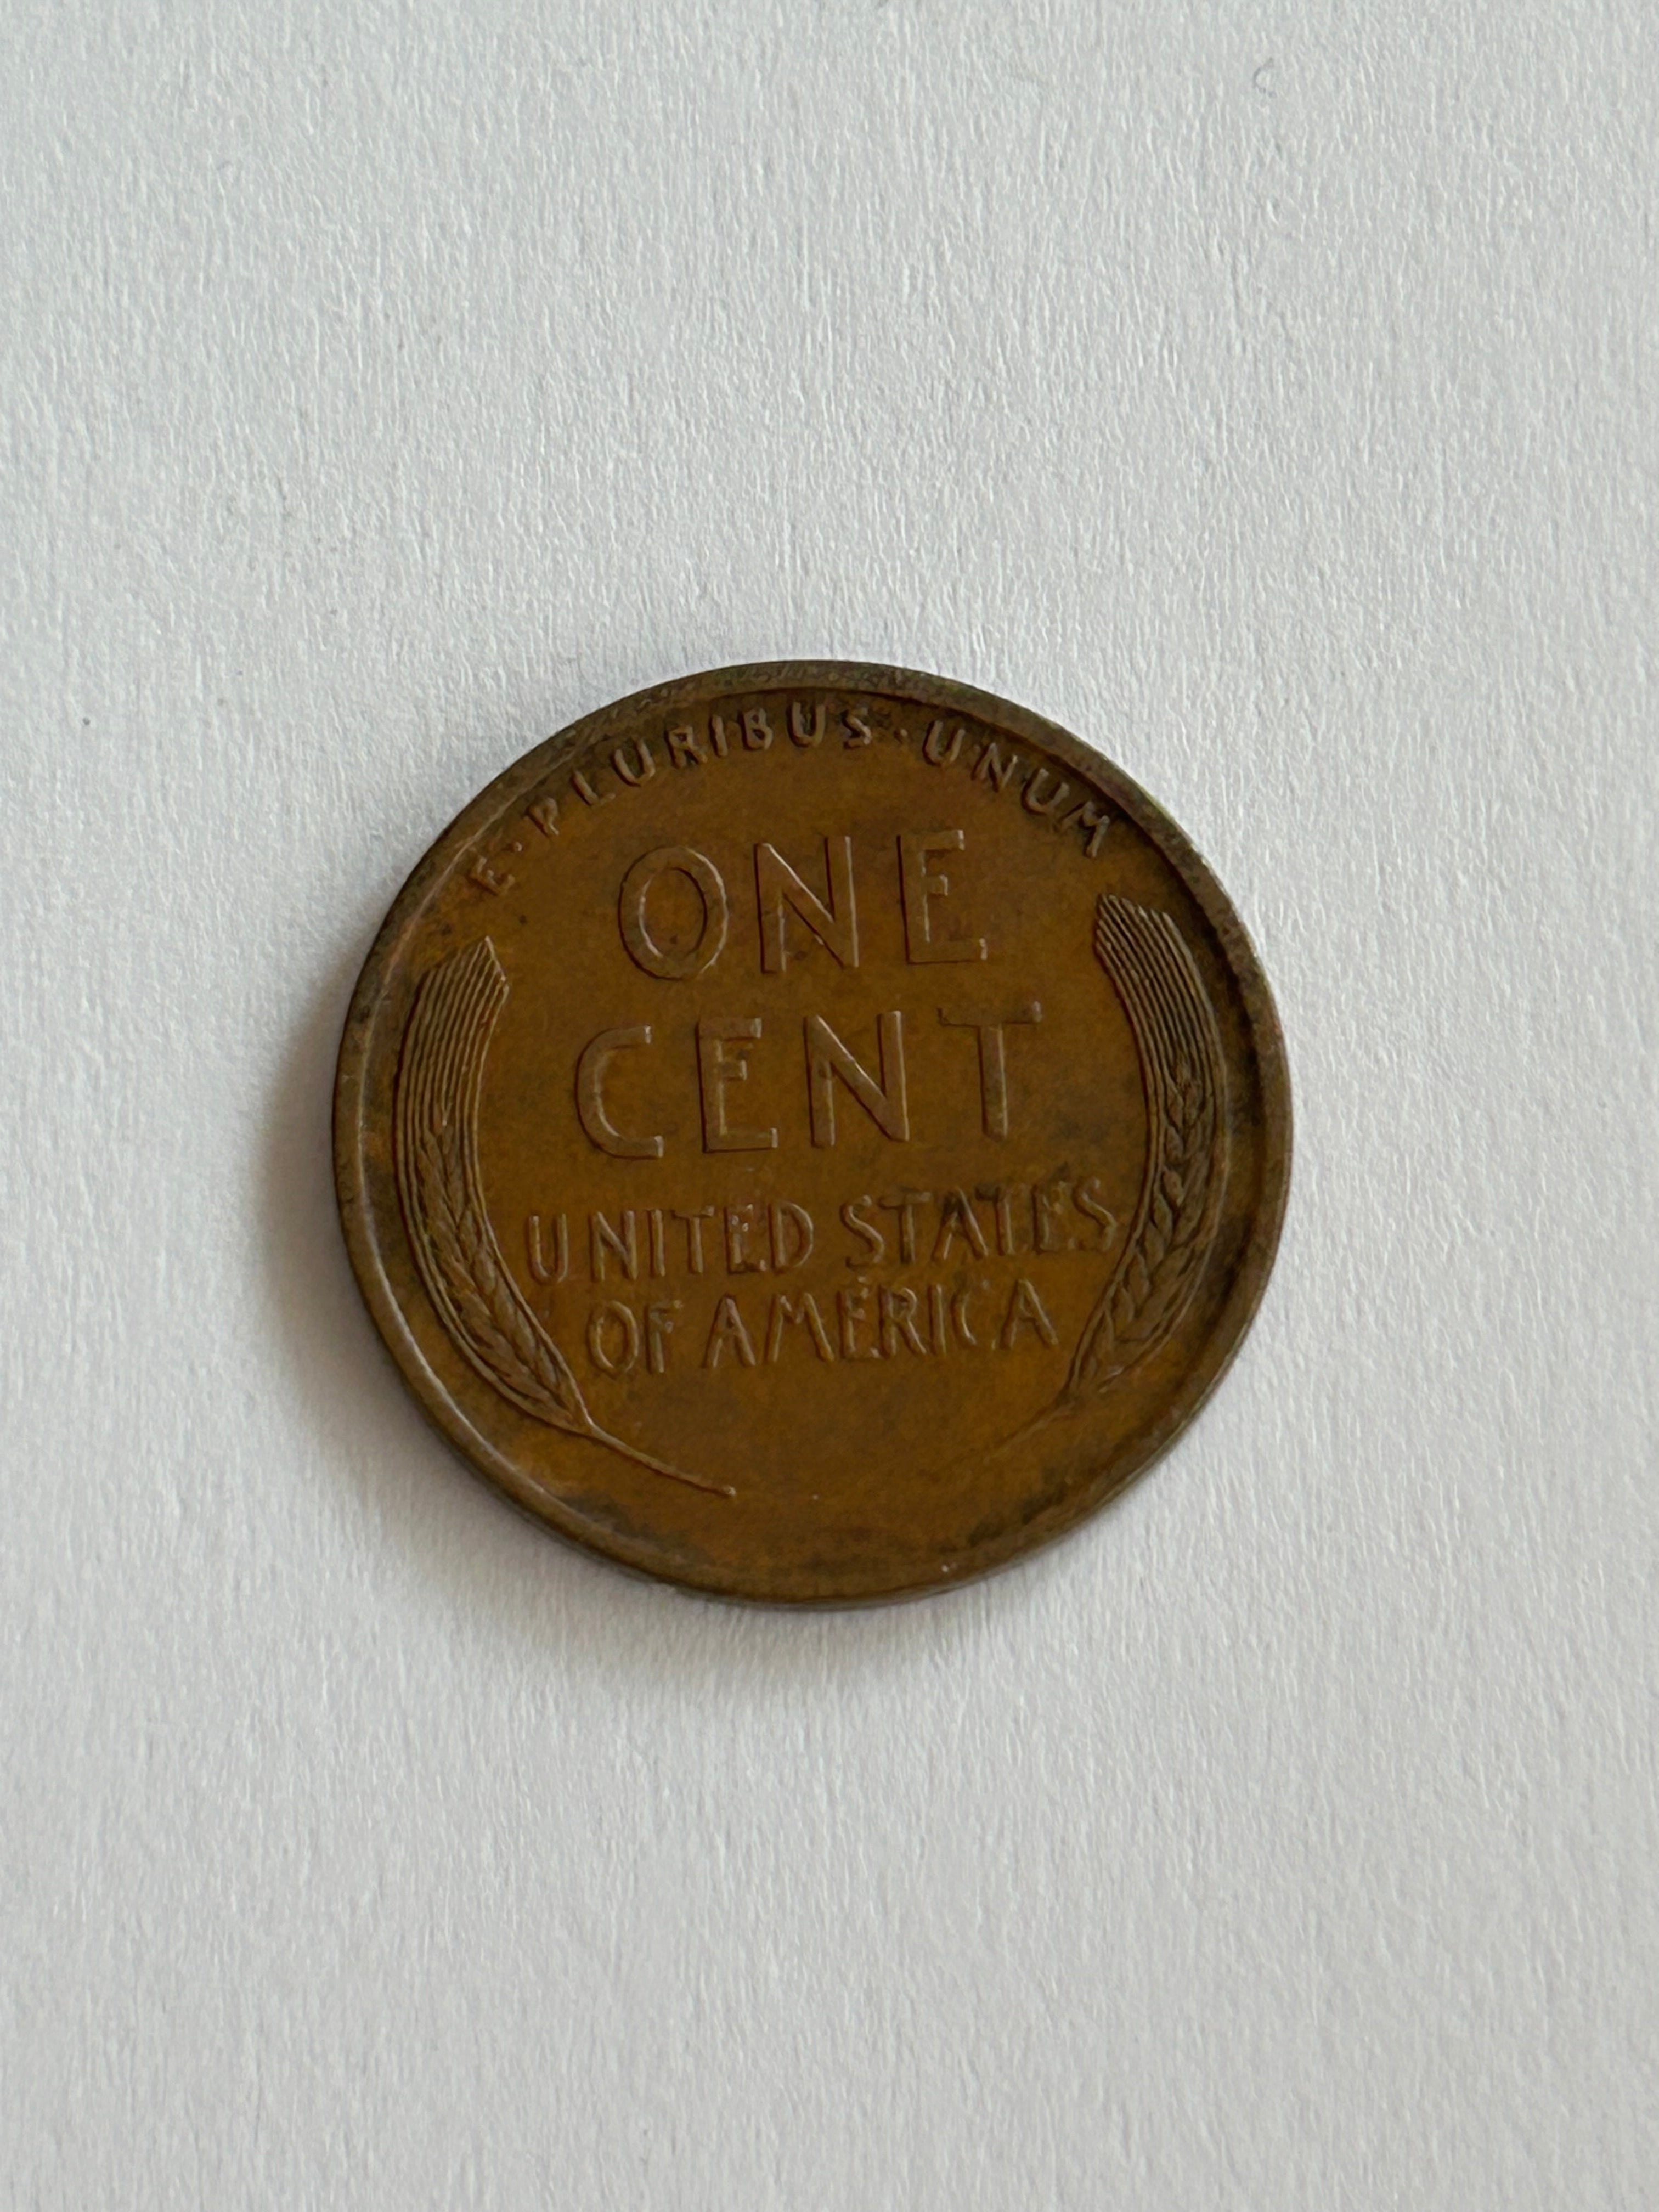 E·PLURIBUS·UNUM
ONE
CENT
UNITED STATES
OF AMERICA